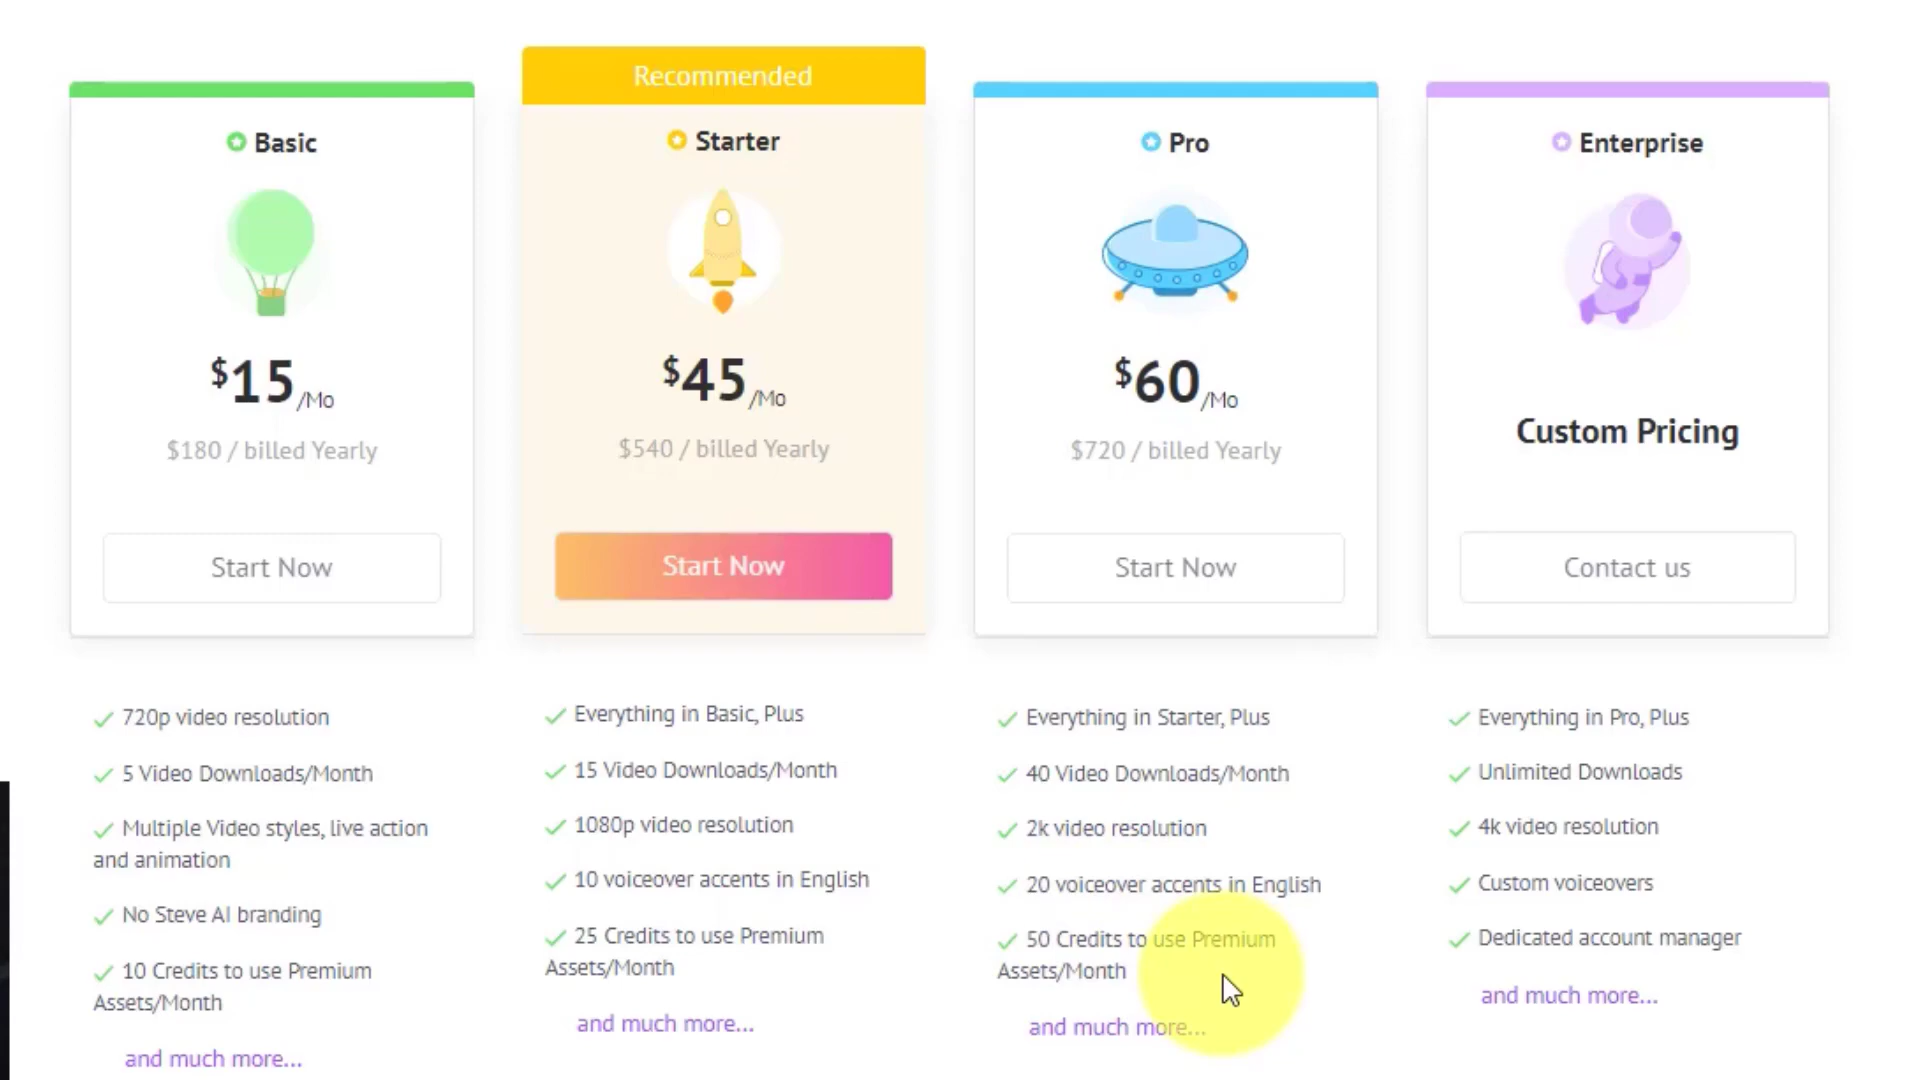 Recommended
Basic
$15/Mo
$180 / billed Yearly
Start Now
720p video resolution
5 Video Downloads/Month
Multiple Video styles, live action
and animation
No Steve AI branding
10 Credits to use Premium
Assets/Month
and much more...
Starter
$45/Mo
$540 / billed Yearly
Start Now
Everything in Basic, Plus
15 Video Downloads/Month
1080p video resolution
10 voiceover accents in English
25 Credits to use Premium
Assets/Month
and much more...
Pro
$60/Mo
$720 / billed Yearly
Start Now
Everything in Starter, Plus
40 Video Downloads/Month
2k video resolution
20 voiceover accents in English
50 Credits to use Premium
Assets/Month
and much more...
Enterprise
Custom Pricing
Contact us
Everything in Pro, Plus
Unlimited Downloads
4k video resolution
Custom voiceovers
Dedicated account manager
and much more...